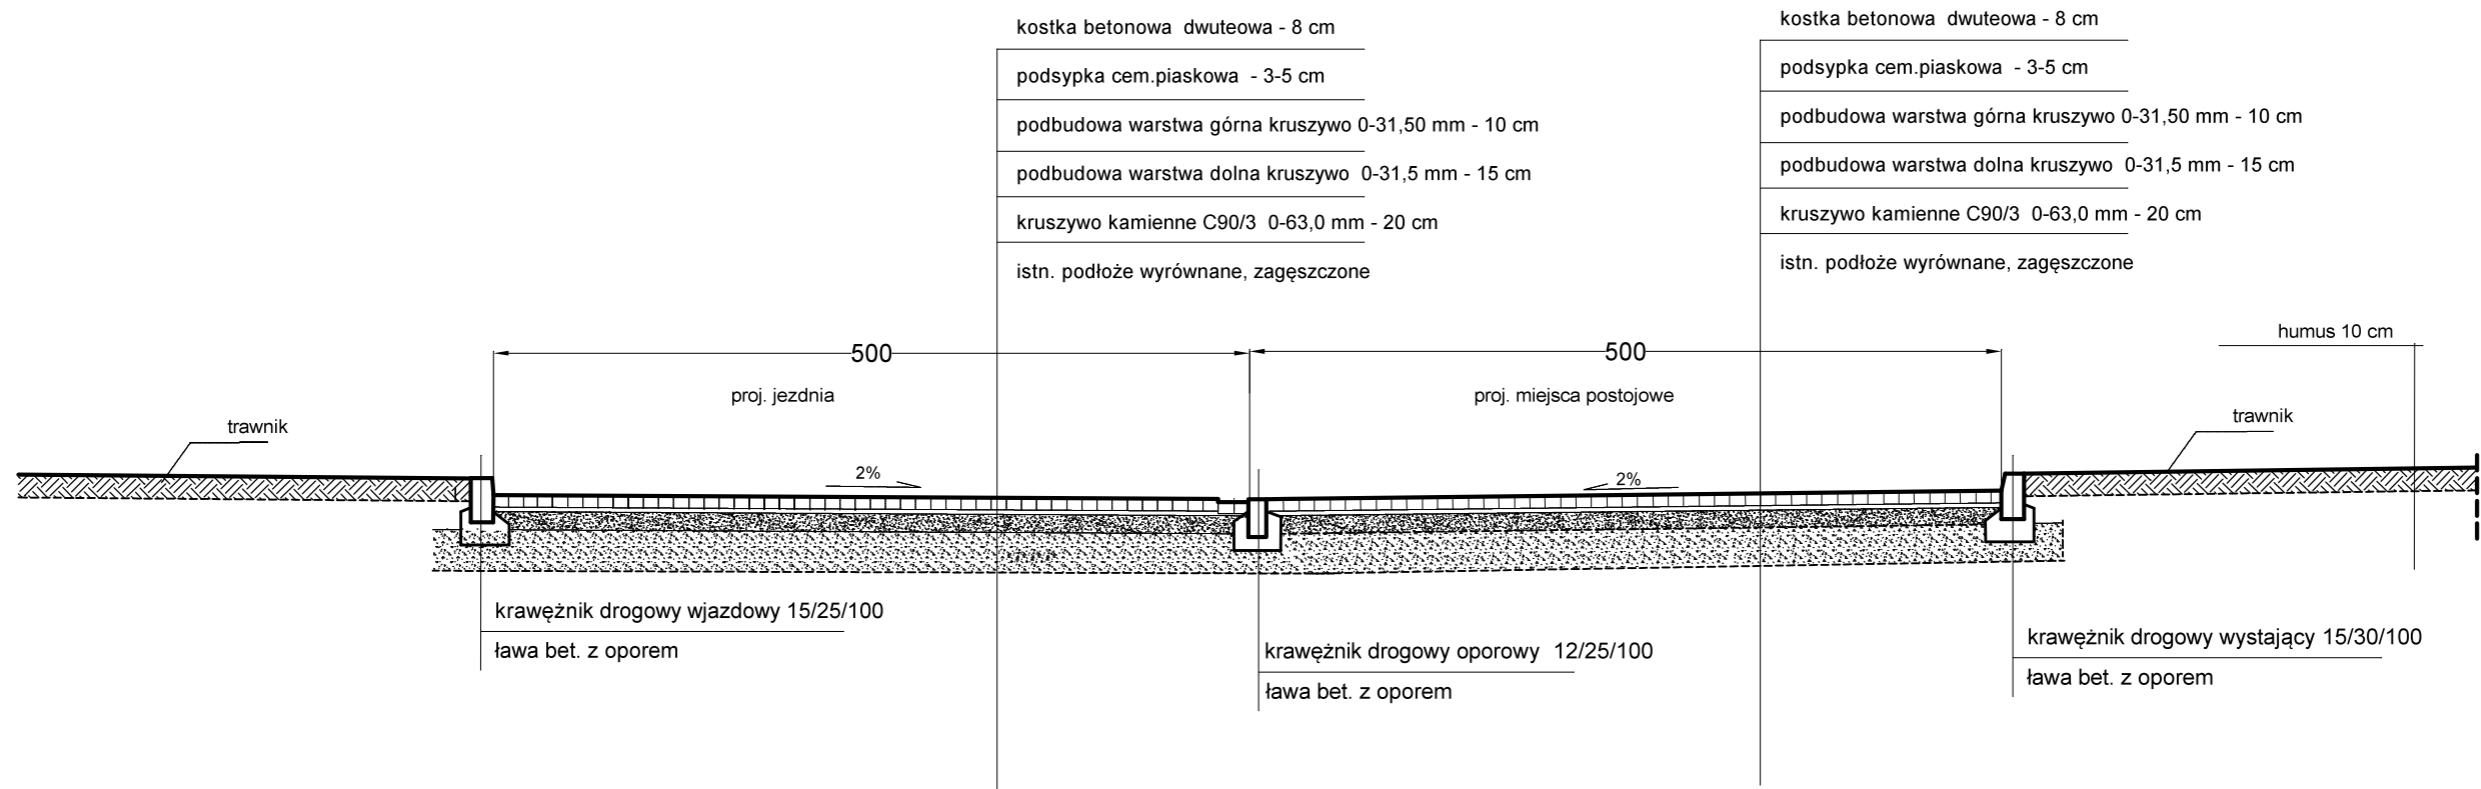 kostka betonowa dwuteowa - 8 cm
podsypka cem.piaskowa - 3-5 cm
podbudowa warstwa górna kruszywo 0-31,50 mm - 10 cm
podbudowa warstwa dolna kruszywo 0-31,5 mm - 15 cm
kruszywo kamienne C90/3 0-63,0 mm - 20 cm
istn. podłoże wyrównane, zagęszczone
kostka betonowa dwuteowa - 8 cm
podsypka cem.piaskowa - 3-5 cm
podbudowa warstwa górna kruszywo 0-31,50 mm - 10 cm
podbudowa warstwa dolna kruszywo 0-31,5 mm - 15 cm
kruszywo kamienne C90/3 0-63,0 mm - 20 cm
istn. podłoże wyrównane, zagęszczone
humus 10 cm
500
500
proj. jezdnia
proj. miejsca postojowe
trawnik
trawnik
2%
2%
krawężnik drogowy wjazdowy 15/25/100
ława bet. z oporem
krawężnik drogowy oporowy 12/25/100
ława bet. z oporem
krawężnik drogowy wystający 15/30/100
ława bet. z oporem